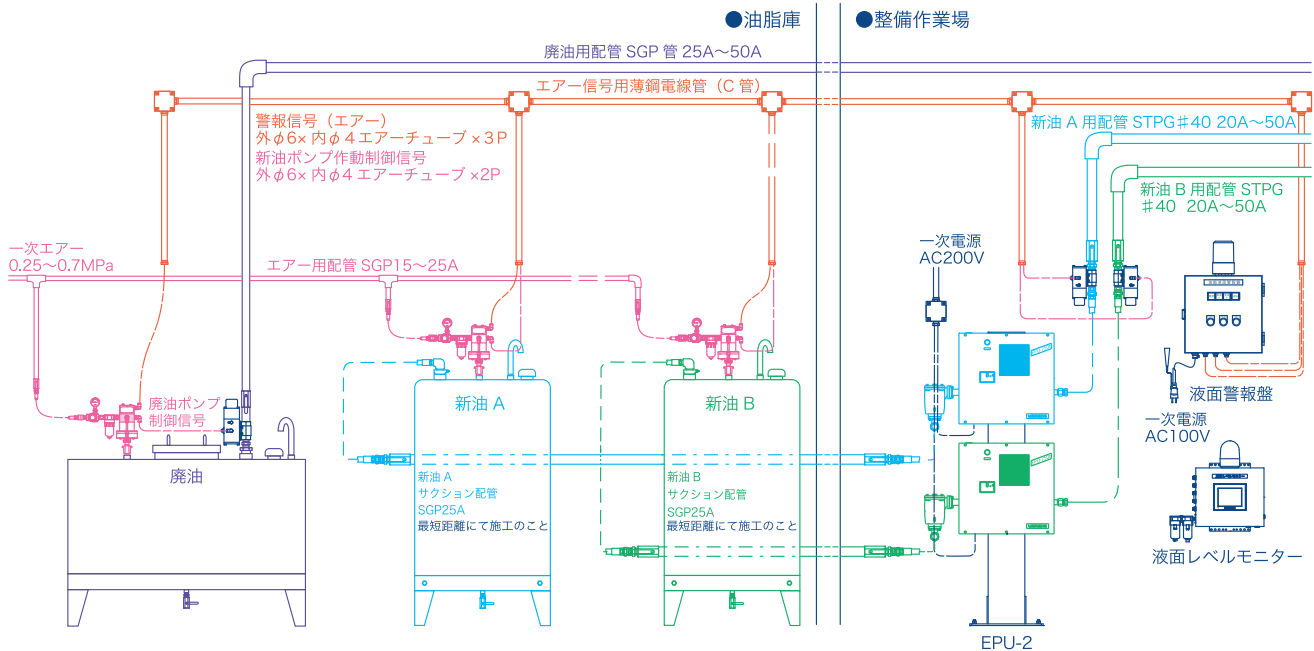 ●油脂庫
●整備作業場
廃油用配管 SGP 管 25A～50A
エアー信号用薄鋼電線管（C 管）
警報信号（エアー）
外φ6× 内φ4 エアーチューブ ×3P
新油ポンプ作動制御信号
外φ6× 内φ4 エアーチューブ ×2P
新油 A 用配管 STPG♯40 20A～50A
新油 B 用配管 STPG
♯40 20A～50A
一次エアー
0.25～0.7MPa
エアー用配管 SGP15～25A
一次電源
AC200V
廃油ポンプ
制御信号
新油 A
新油 B
液面警報盤
一次電源
AC100V
廃油
新油 A
サクション配管
SGP25A
最短距離にて施工のこと
新油 B
サクション配管
SGP25A
最短距離にて施工のこと
液面レベルモニター
EPU-2